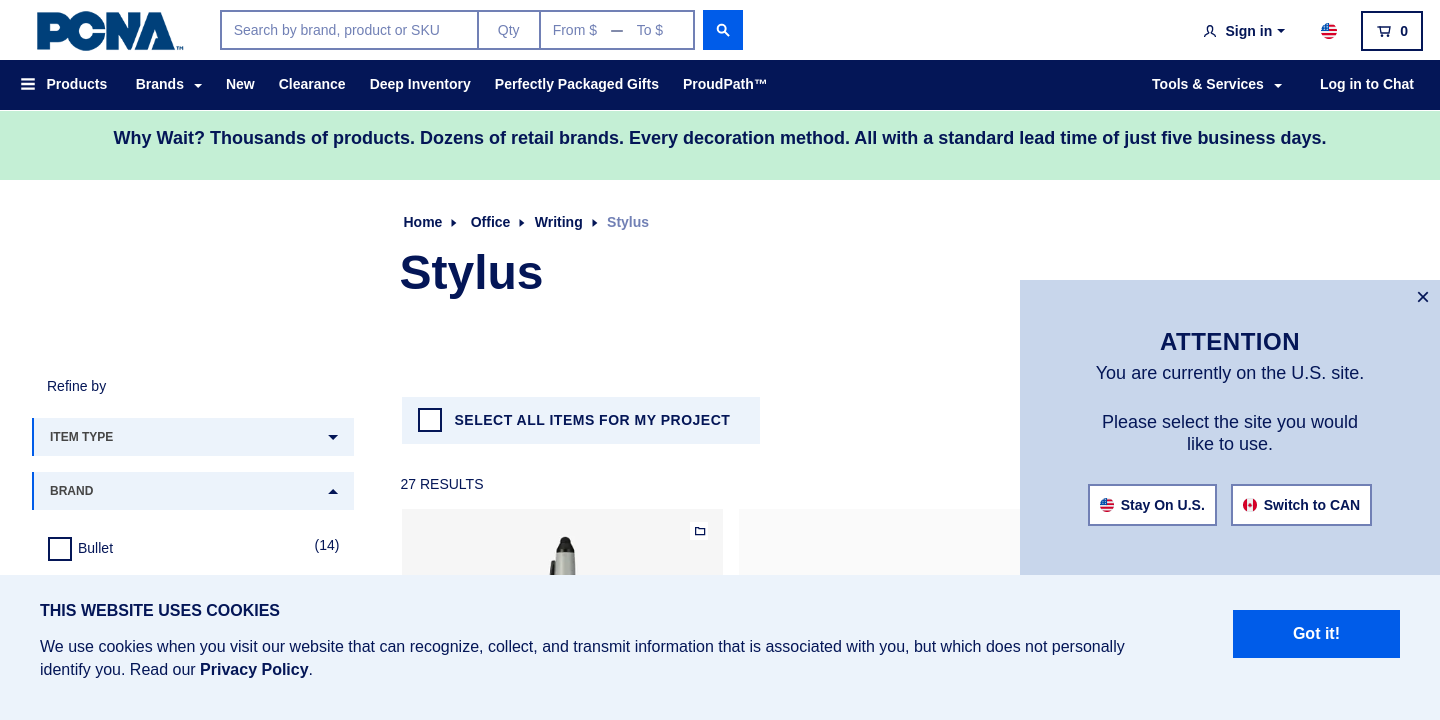 PCNA™
Search by brand, product or SKU
Qty
From $ — To $
Sign in
0
Products
Brands
New
Clearance
Deep Inventory
Perfectly Packaged Gifts
ProudPath™
Tools & Services
Log in to Chat
Why Wait? Thousands of products. Dozens of retail brands. Every decoration method. All with a standard lead time of just five business days.
Home
Office
Writing
Stylus
Stylus
Refine by
ITEM TYPE
BRAND
Bullet
(14)
SELECT ALL ITEMS FOR MY PROJECT
27 RESULTS
×
ATTENTION
You are currently on the U.S. site.
Please select the site you would
like to use.
Stay On U.S.
Switch to CAN
THIS WEBSITE USES COOKIES
We use cookies when you visit our website that can recognize, collect, and transmit information that is associated with you, but which does not personally
identify you. Read our Privacy Policy.
Got it!